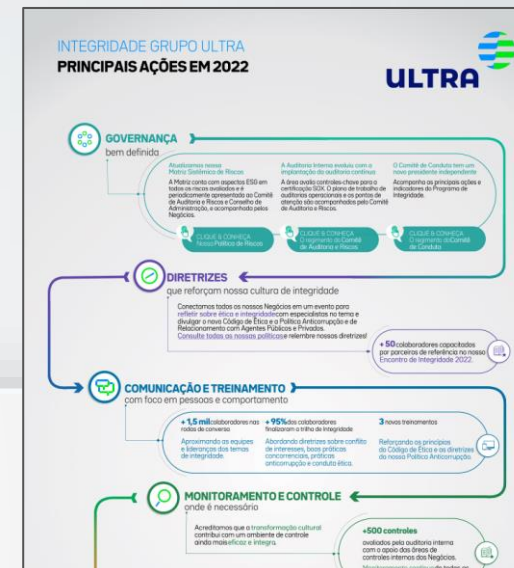 INTEGRIDADE GRUPO ULTRA
PRINCIPAIS AÇÕES EM 2022
ULTRA
GOVERNANÇA
bem definida
Atualizamos nossa
Matriz Sistêmica de Riscos
A Matriz conta com aspectos ESG em
todos os riscos avaliados e é
periodicamente apresentada ao Comitê
de Auditoria e Riscos e Conselho de
Administração, e acompanhada pelos
Negócios.
A Auditoria Interna evoluiu com a
implantação da auditoria contínua
A área avalia controles-chave para a
certificação SOX. O plano de trabalho de
auditorias operacionais e os pontos de
atenção são acompanhados pelo Comitê
de Auditoria e Riscos.
O Comitê de Conduta tem um
novo presidente independente
Acompanha os principais ações e
indicadores do Programa de
Integridade.
CLIQUE & CONHEÇA
Nossa Política de Riscos
CLIQUE & CONHEÇA
O regimento do Comitê
de Auditoria e Riscos
CLIQUE & CONHEÇA
O regimento do Comitê
de Conduta
DIRETRIZES
que reforçam nossa cultura de integridade
Conectamos todos os nossos Negócios em um evento para
refletir sobre ética e integridade com especialistas no tema e
divulgar o novo Código de Ética e a Política Anticorrupção e de
Relacionamento com Agentes Públicos e Privados.
Consulte todas as nossas políticas e relembre nossas diretrizes!
+ 50 colaboradores capacitados
por parceiros de referência no nosso
Encontro de Integridade 2022.
COMUNICAÇÃO E TREINAMENTO
com foco em pessoas e comportamento
+ 1,5 mil colaboradores nas
rodas de conversa
Aproximando as equipes
e lideranças dos temas
de integridade.
+ 95% dos colaboradores
finalizaram a trilha de Integridade
Abordando diretrizes sobre conflito
de interesses, boas práticas
concorrenciais, práticas
anticorrupção e conduta ética.
3 novos treinamentos
Reforçando os princípios
do Código de Ética e as diretrizes
da nossa Política Anticorrupção.
MONITORAMENTO E CONTROLE
onde é necessário
Acreditamos que a transformação cultural
contribui com um ambiente de controle
ainda mais eficaz e íntegro.
+500 controles
avaliados pela auditoria interna
com o apoio das áreas de
controles internos dos Negócios.